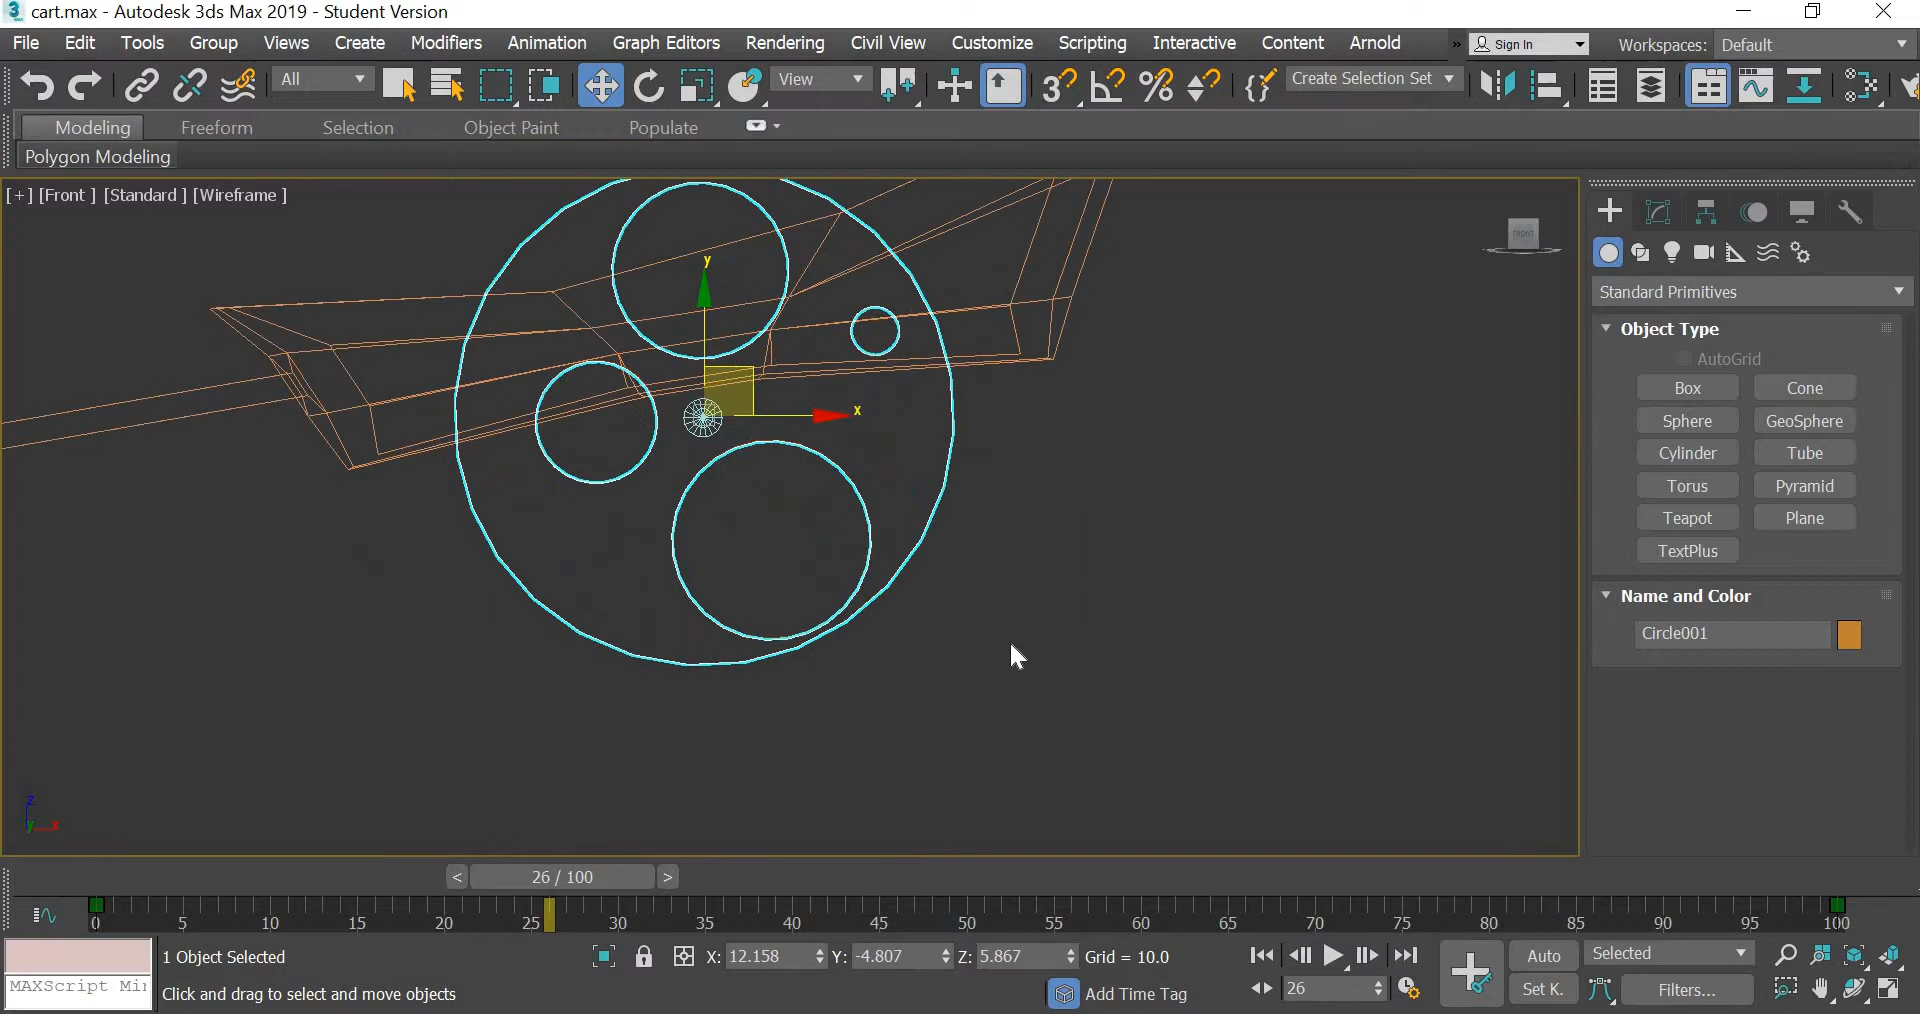 3 cart.max - Autodesk 3ds Max 2019 - Student Version
File Edit Tools Group Views Create Modifiers Animation Graph Editors Rendering Civil View Customize Scripting Interactive Content Arnold » Sign In Workspaces: Default
All View 3 Create Selection Set
Modeling Freeform Selection Object Paint Populate
Polygon Modeling
[+] [Front ] [Standard ] [Wireframe ]
FRONT
Standard Primitives
Object Type
AutoGrid
Box Cone
Sphere GeoSphere
Cylinder Tube
Torus Pyramid
Teapot Plane
TextPlus
Name and Color
Circle001
y
x
z
y x
< 26 / 100 >
0 5 10 15 20 25 30 35 40 45 50 55 60 65 70 75 80 85 90 95 100
1 Object Selected X: 12.158 Y: -4.807 Z: 5.867 Grid = 10.0 Auto Selected
MAXScript Mi Click and drag to select and move objects Add Time Tag 26 Set K. Filters...